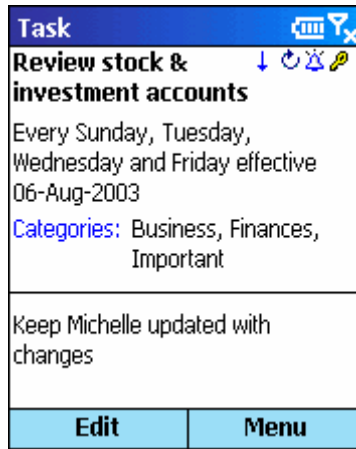 Task
Review stock &
investment accounts
Every Sunday, Tuesday,
Wednesday and Friday effective
06-Aug-2003
Categories: Business, Finances,
Important
Keep Michelle updated with
changes
Edit Menu